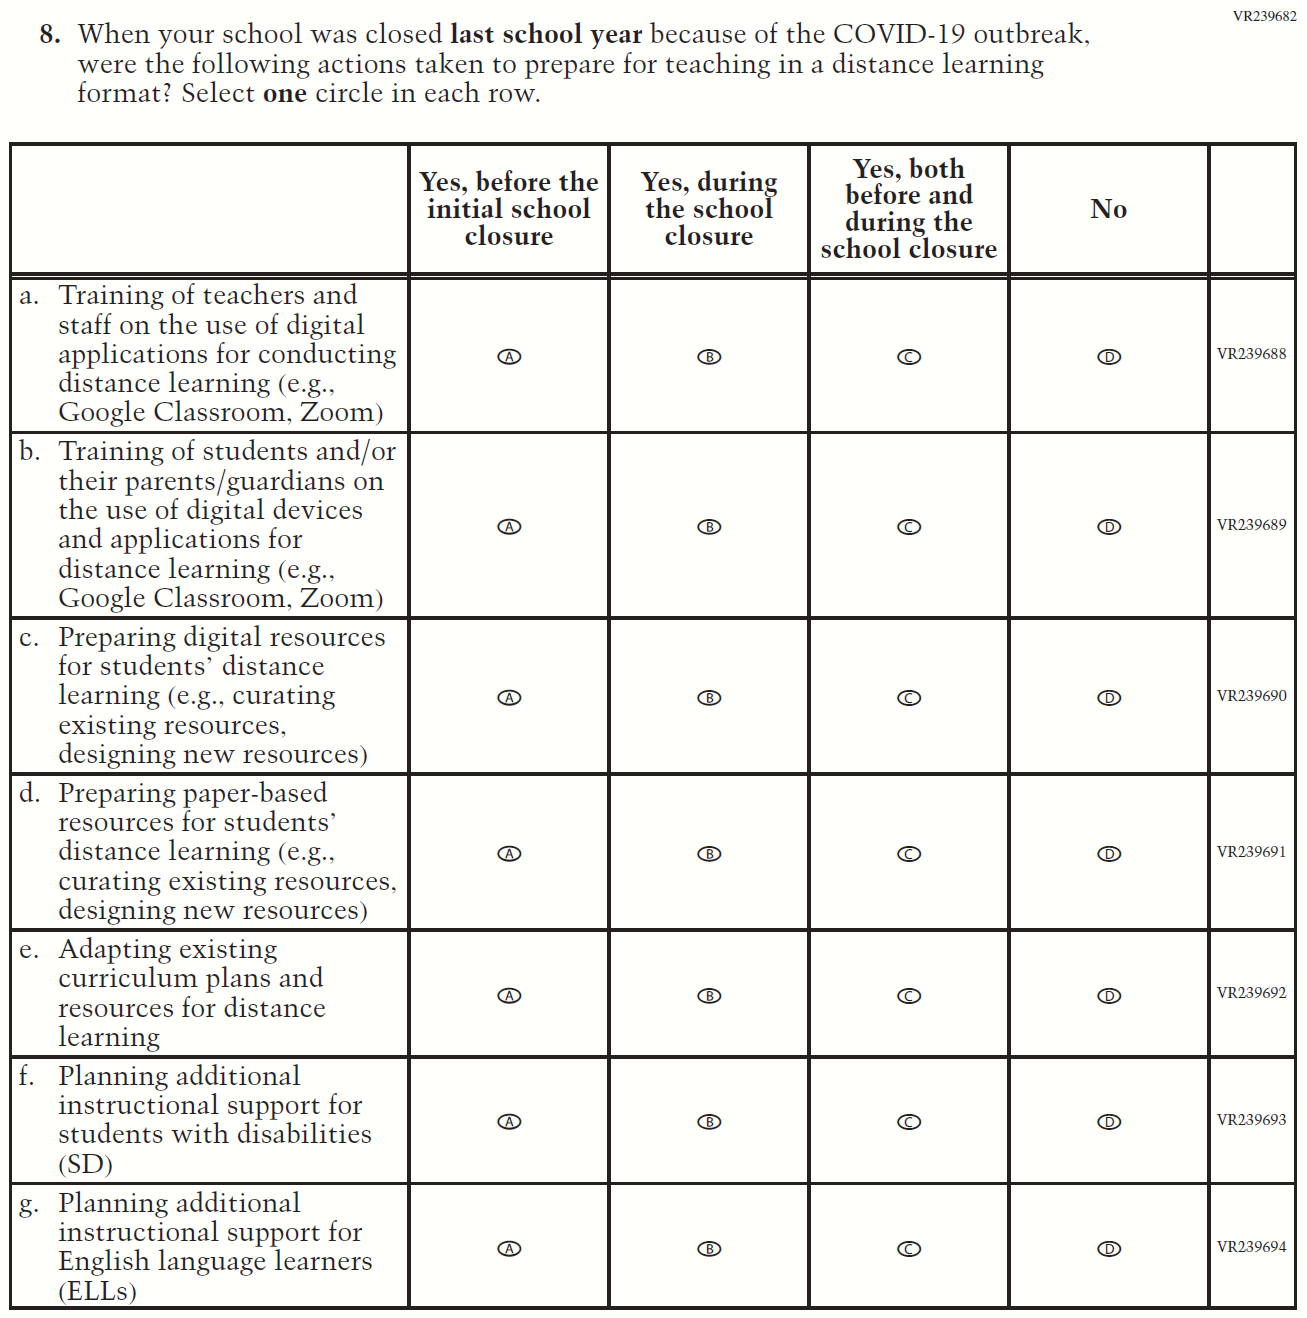 VR239682
8. When your school was closed last school year because of the COVID-19 outbreak,
were the following actions taken to prepare for teaching in a distance learning
format? Select one circle in each row.
Yes, before the
initial school
closure
Yes, during
the school
closure
Yes, both
before and
during the
school closure
No
a. Training of teachers and
staff on the use of digital
applications for conducting
distance learning (e.g.,
Google Classroom, Zoom)
A B C D VR239688
b. Training of students and/or
their parents/guardians on
the use of digital devices
and applications for
distance learning (e.g.,
Google Classroom, Zoom)
A B C D VR239689
c. Preparing digital resources
for students’ distance
learning (e.g., curating
existing resources,
designing new resources)
A B C D VR239690
d. Preparing paper-based
resources for students’
distance learning (e.g.,
curating existing resources,
designing new resources)
A B C D VR239691
e. Adapting existing
curriculum plans and
resources for distance
learning
A B C D VR239692
f. Planning additional
instructional support for
students with disabilities
(SD)
A B C D VR239693
g. Planning additional
instructional support for
English language learners
(ELLs)
A B C D VR239694